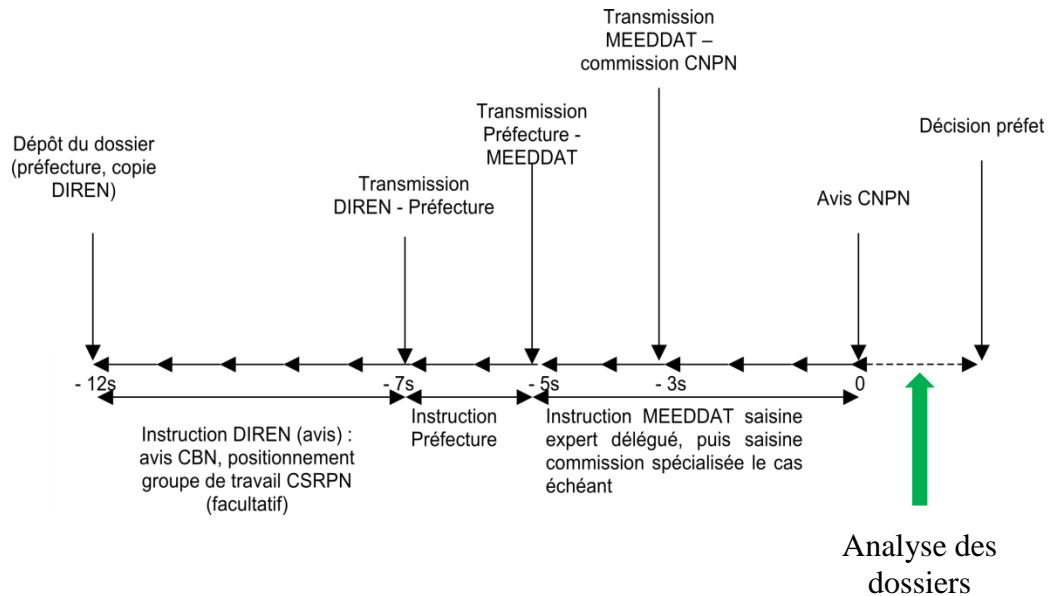 Transmission
MEEDDAT –
commission CNPN
Transmission
Préfecture -
MEEDDAT
Décision préfet
Dépôt du dossier
(préfecture, copie
DIREN)
Transmission
DIREN - Préfecture
Avis CNPN
- 12s
- 7s
- 5s
- 3s
0
Instruction DIREN (avis) :
avis CBN, positionnement
groupe de travail CSRPN
(facultatif)
Instruction
Préfecture
Instruction MEEDDAT saisine
expert délégué, puis saisine
commission spécialisée le cas
échéant
Analyse des
dossiers